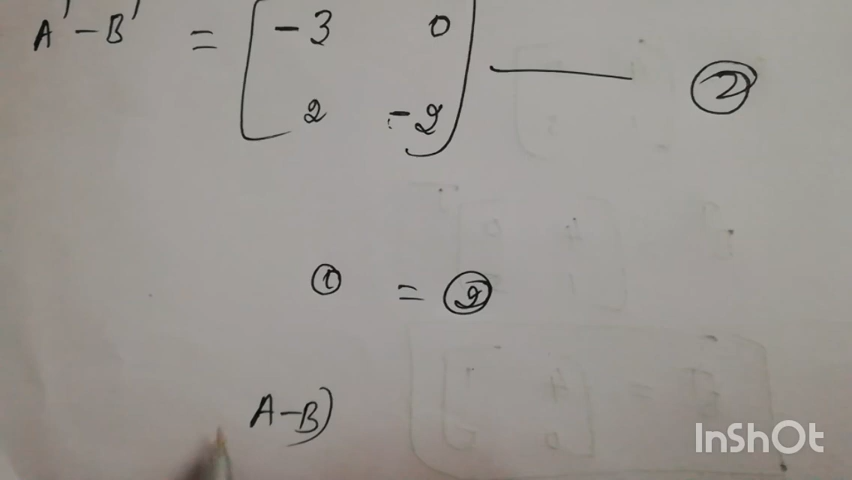 A' - B' = [ -3 0
2 -2 ] ——— ②
① = ②
A-B)
InShOt